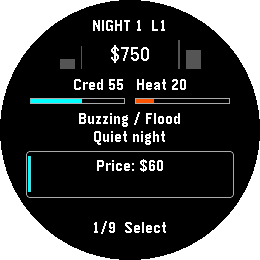 NIGHT 1 L1
$750
Cred 55 Heat 20
Buzzing / Flood
Quiet night
Price: $60
1/9 Select